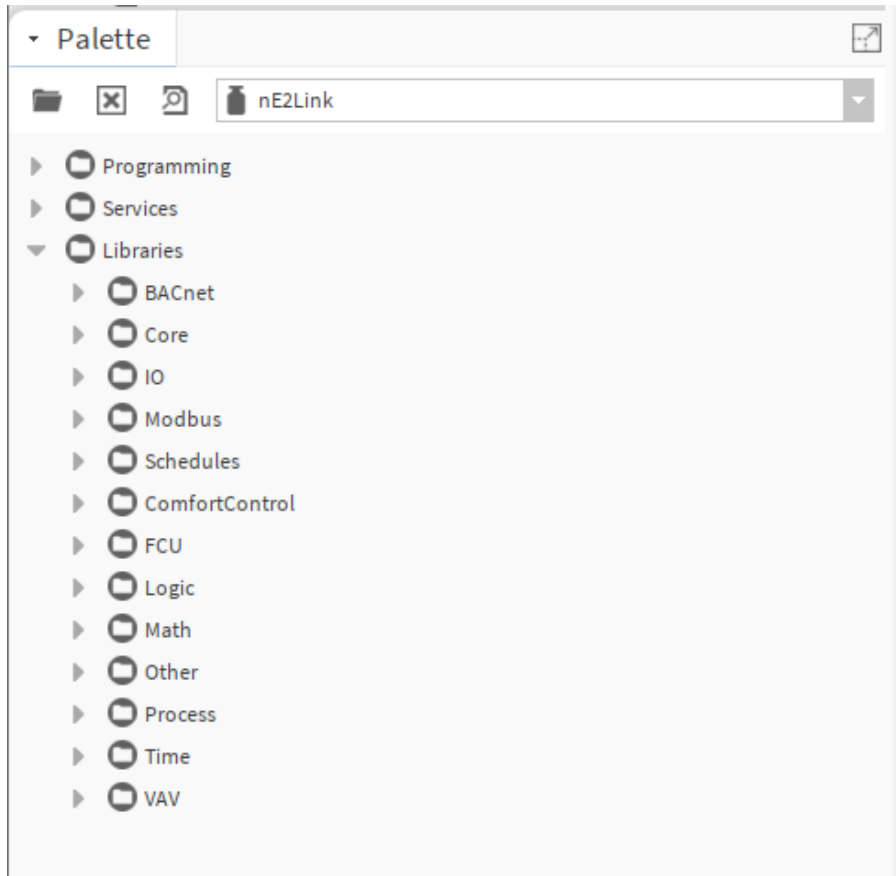 Palette
nE2Link
Programming
Services
Libraries
BACnet
Core
IO
Modbus
Schedules
ComfortControl
FCU
Logic
Math
Other
Process
Time
VAV